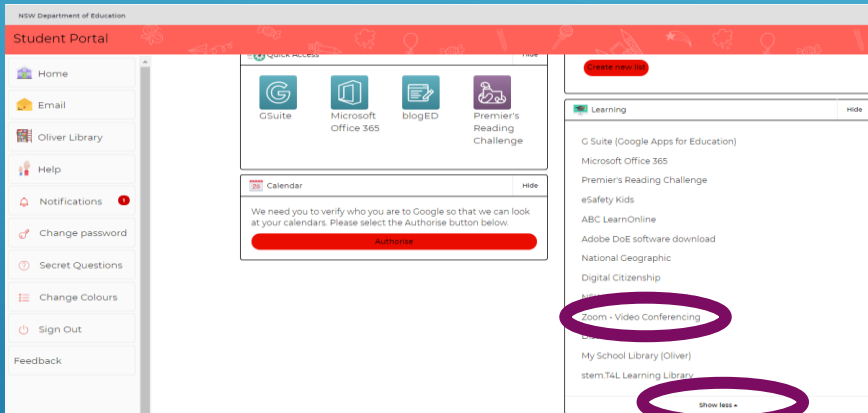 NSW Department of Education
Student Portal
Home
Email
Oliver Library
Help
Notifications 1
Change password
Secret Questions
Change Colours
Sign Out
Feedback
Quick Access
Hide
GSuite
Microsoft
Office 365
blogED
Premier's
Reading
Challenge
Calendar
Hide
We need you to verify who you are to Google so that we can look
at your calendars. Please select the Authorise button below.
Authorise
Create new list
Learning
Hide
G Suite (Google Apps for Education)
Microsoft Office 365
Premier's Reading Challenge
eSafety Kids
ABC LearnOnline
Adobe DoE software download
National Geographic
Digital Citizenship
Zoom - Video Conferencing
My School Library (Oliver)
stem.T4L Learning Library
Show less